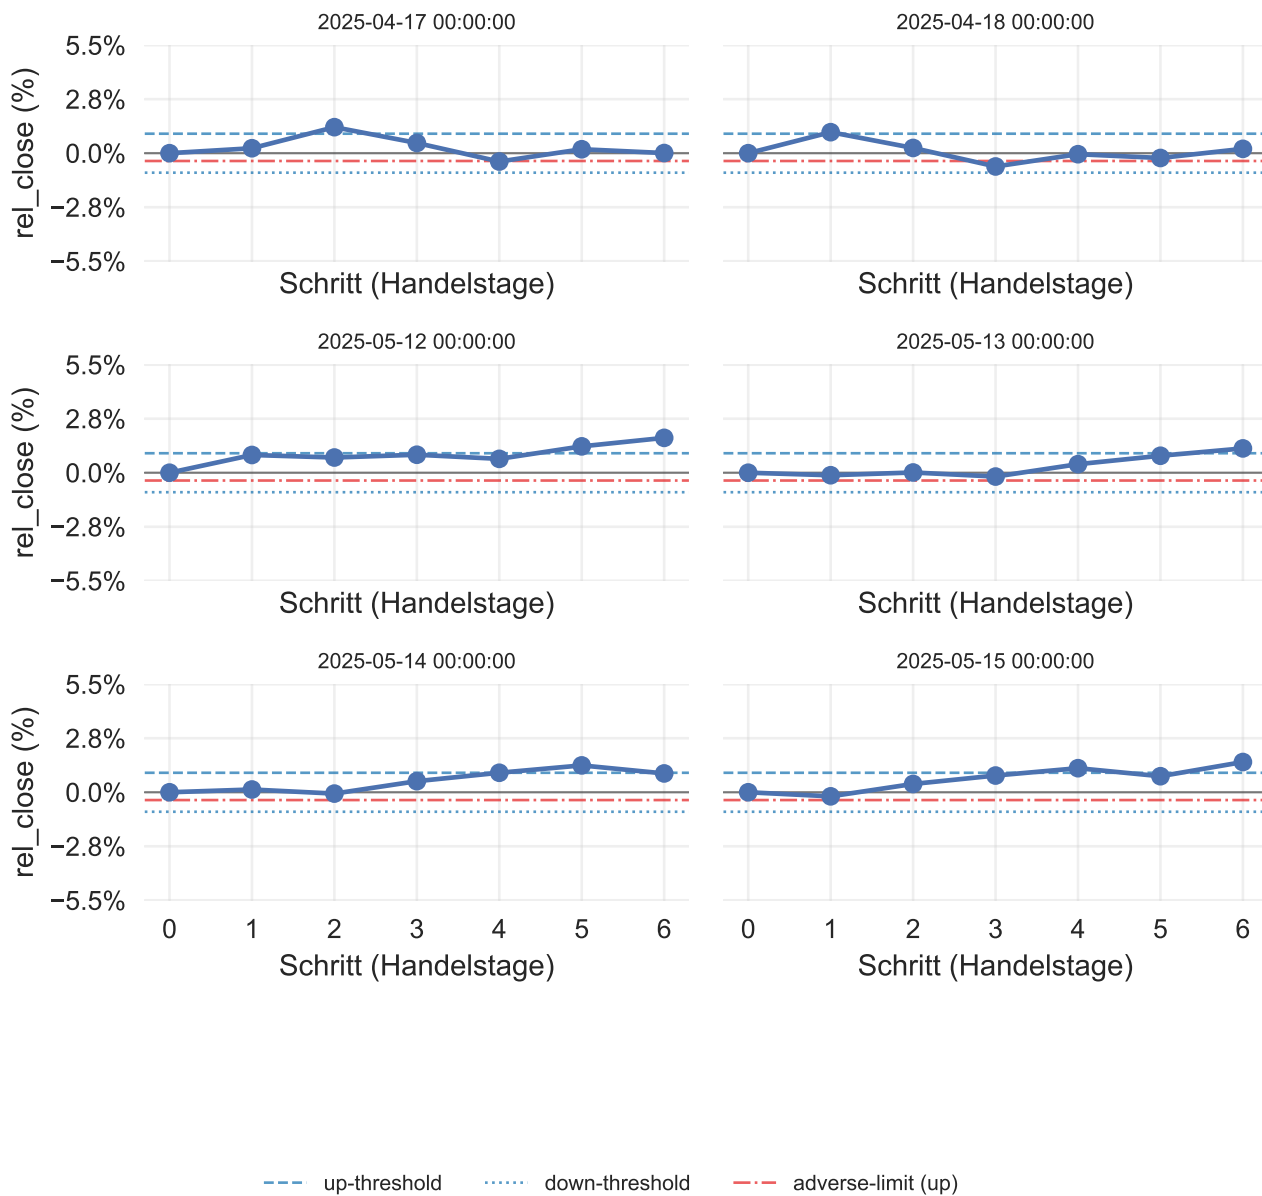 2025-04-17 00:00:00
2025-04-18 00:00:00
rel_close (%)
5.5%
2.8%
0.0%
−2.8%
−5.5%
Schritt (Handelstage)
Schritt (Handelstage)
2025-05-12 00:00:00
2025-05-13 00:00:00
rel_close (%)
5.5%
2.8%
0.0%
−2.8%
−5.5%
Schritt (Handelstage)
Schritt (Handelstage)
2025-05-14 00:00:00
2025-05-15 00:00:00
rel_close (%)
5.5%
2.8%
0.0%
−2.8%
−5.5%
0 1 2 3 4 5 6
0 1 2 3 4 5 6
Schritt (Handelstage)
Schritt (Handelstage)
up-threshold down-threshold adverse-limit (up)